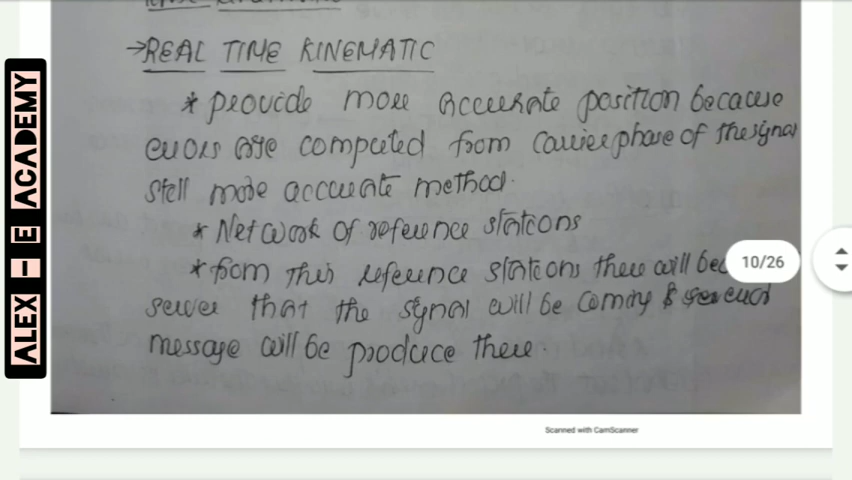 →REAL TIME KINEMATIC
* provide more accurate position because
errors are computed from carrier phase of the signal
still more accurate method.
* Network of reference stations
* from this reference stations there will be
server that the signal will be coming &
message will be produce there.
10/26
Scanned with CamScanner
ALEX - E ACADEMY